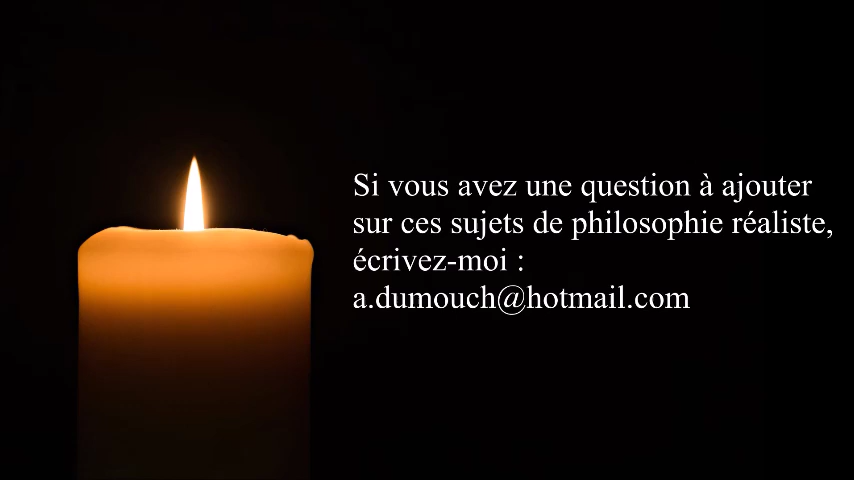 Si vous avez une question à ajouter
sur ces sujets de philosophie réaliste,
écrivez-moi :
a.dumouch@hotmail.com